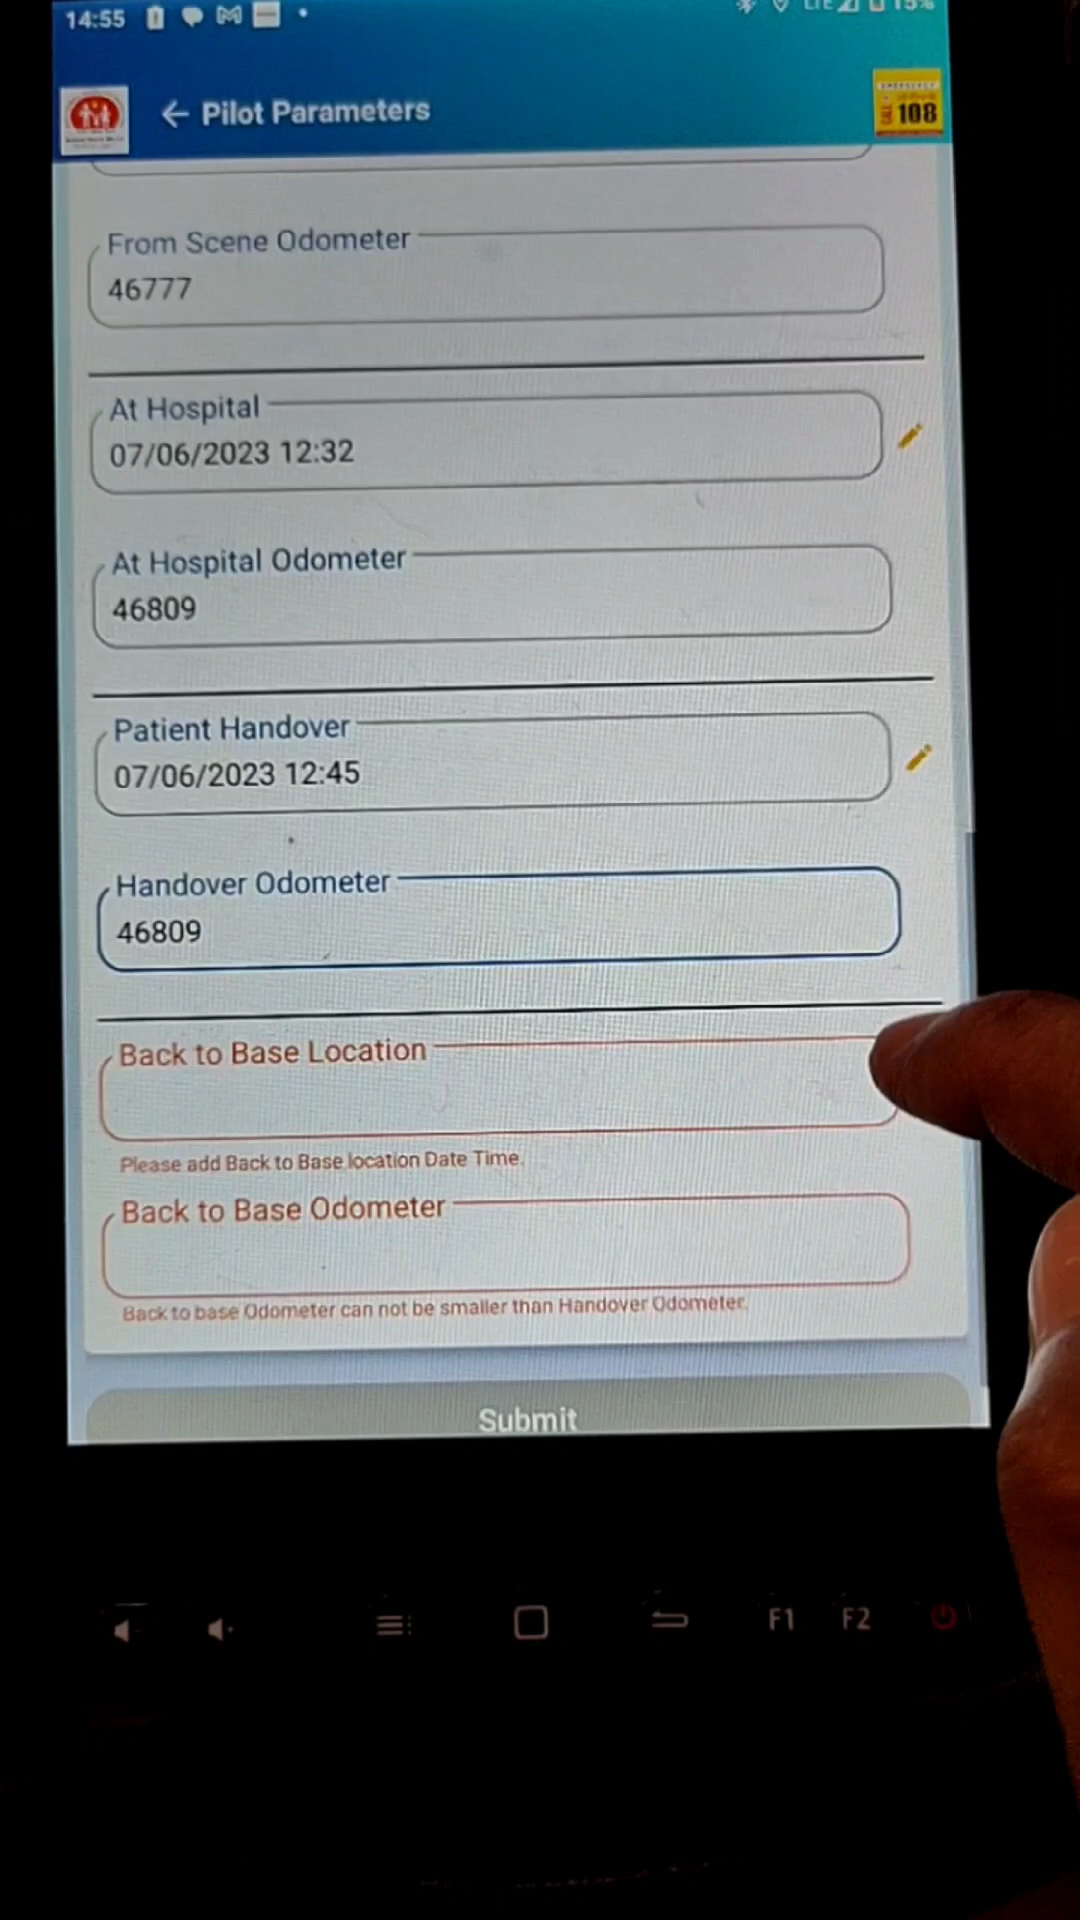 14:55
LTE 15%
← Pilot Parameters
CALL 108
From Scene Odometer
46777
At Hospital
07/06/2023 12:32
At Hospital Odometer
46809
Patient Handover
07/06/2023 12:45
Handover Odometer
46809
Back to Base Location
Please add Back to Base location Date Time.
Back to Base Odometer
Back to base Odometer can not be smaller than Handover Odometer.
Submit
F1 F2